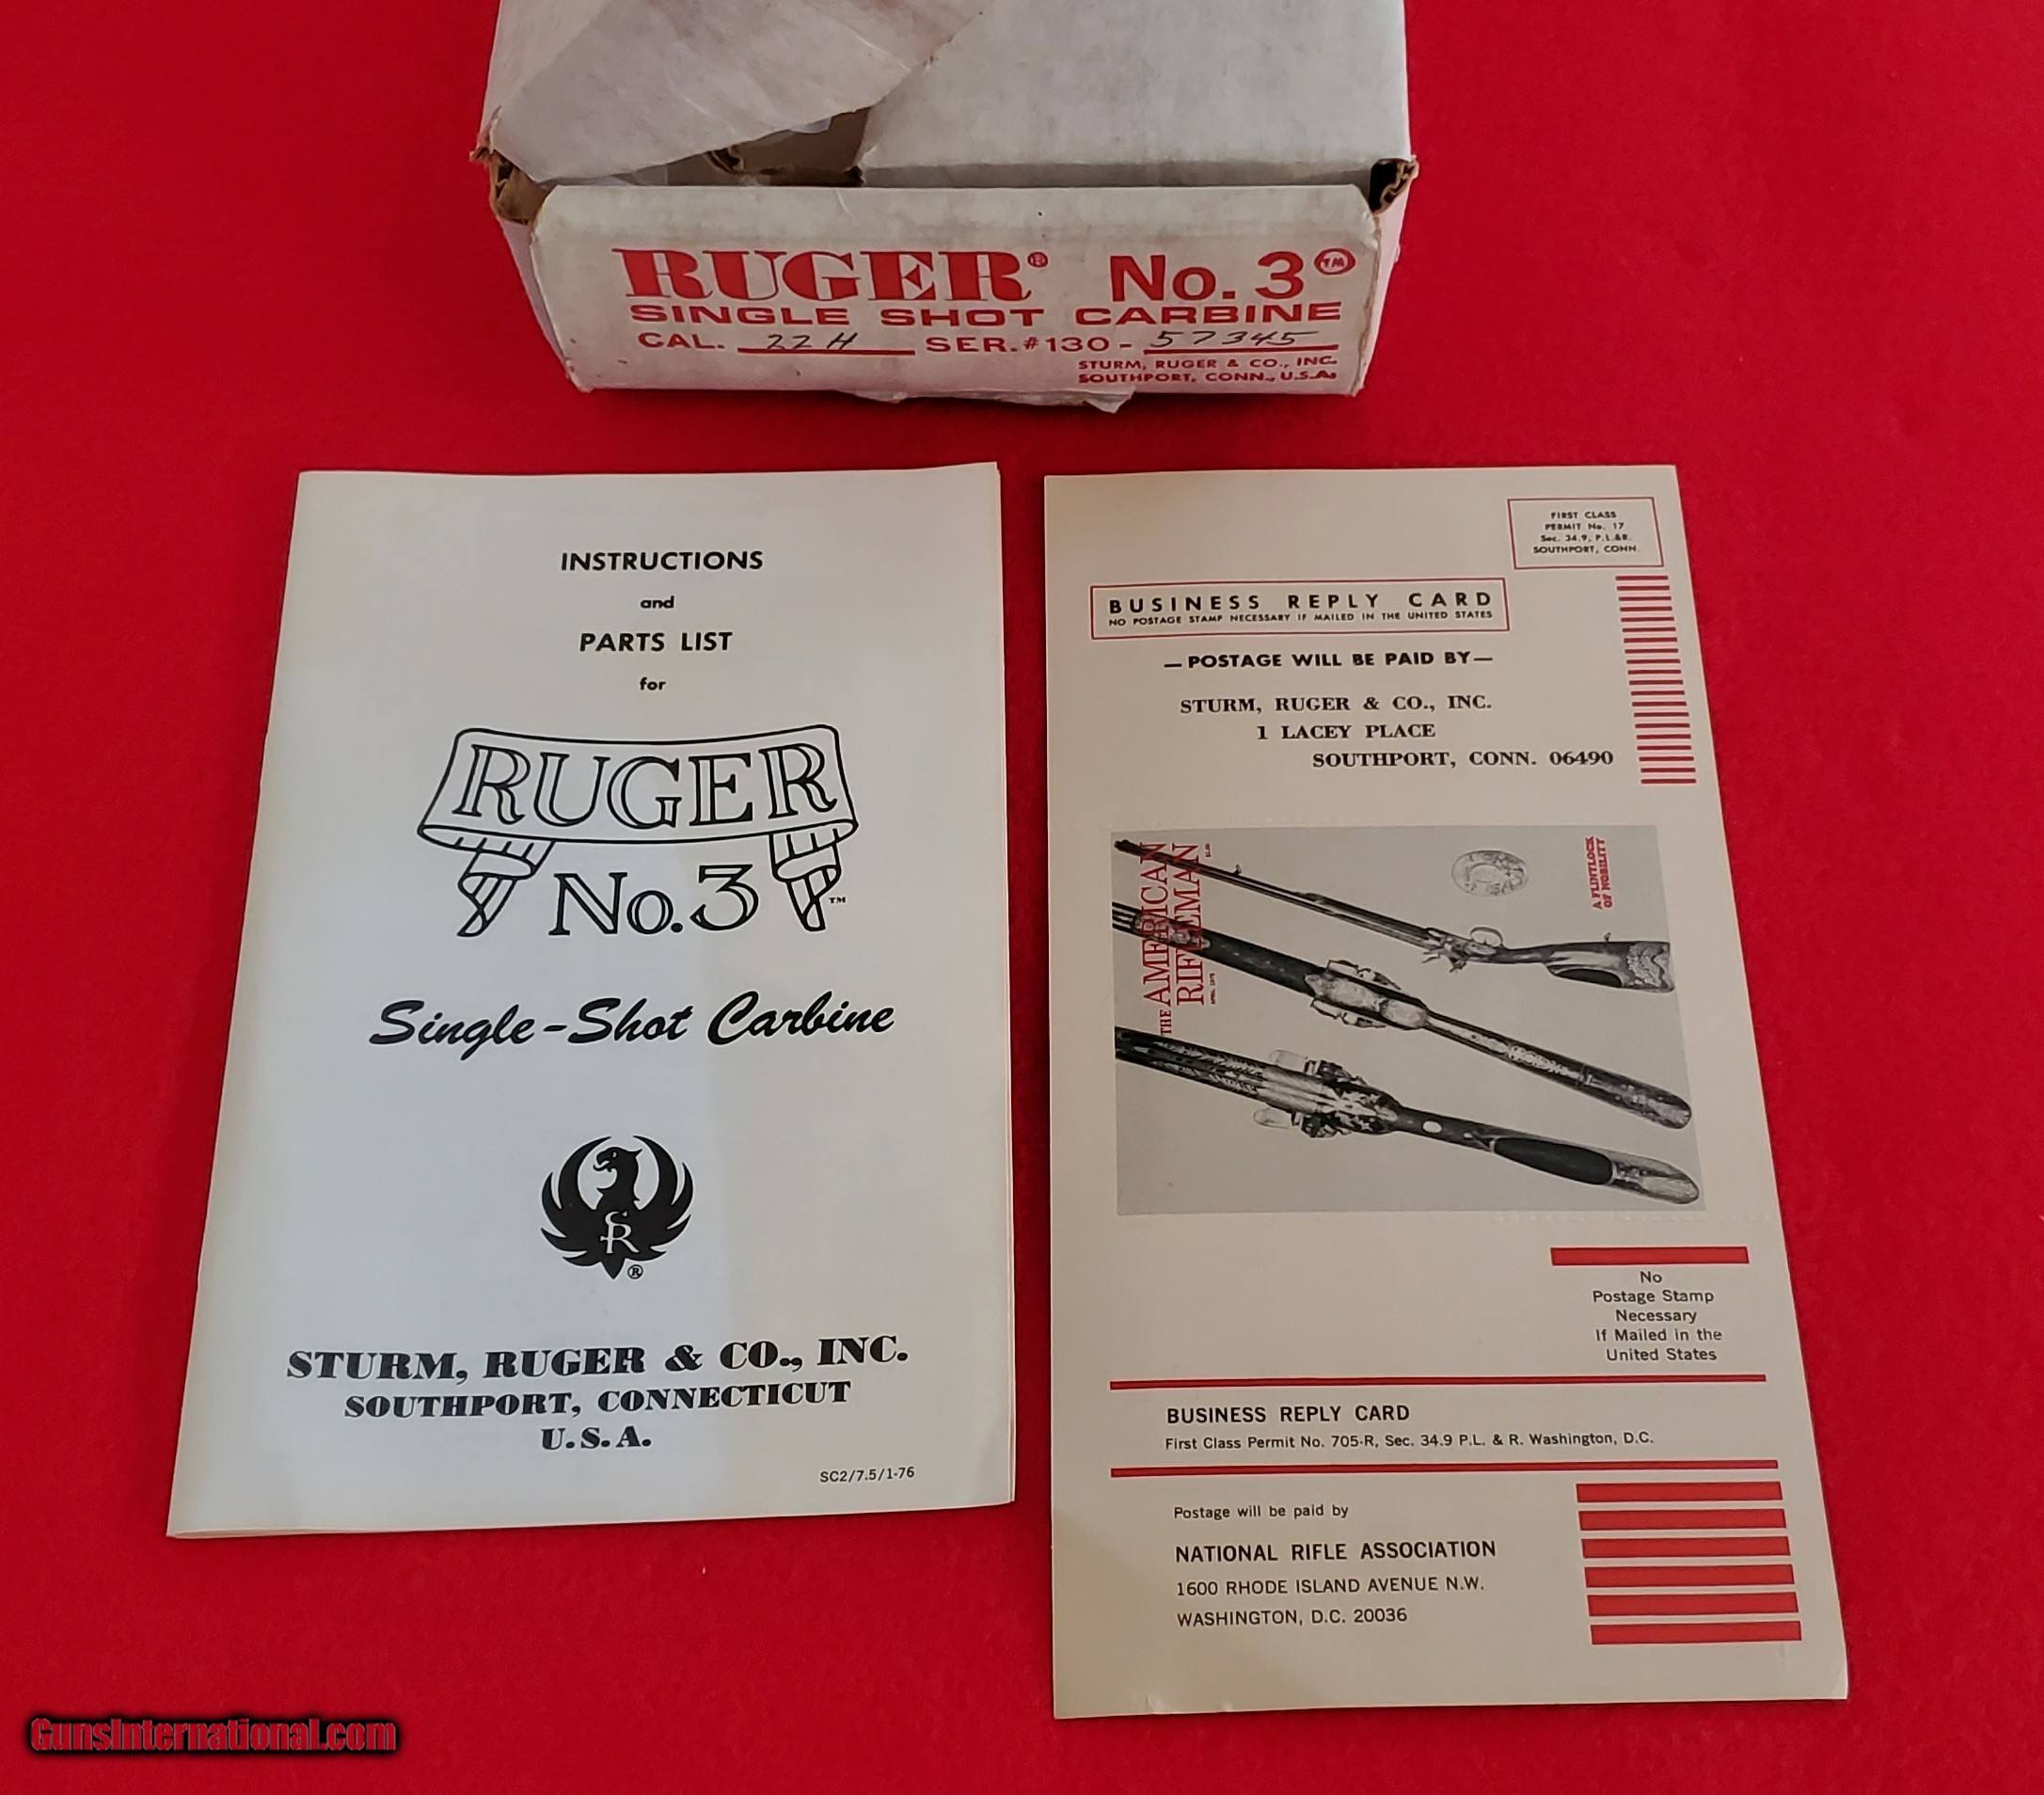 RUGER® No. 3 TM
SINGLE SHOT CARBINE
CAL. 22 H SER.#130- 57345
STURM, RUGER & CO., INC.
SOUTHPORT, CONN., U.S.A.
INSTRUCTIONS
and
PARTS LIST
for
RUGER
No.3 TM
Single-Shot Carbine
SR ®
STURM, RUGER & CO., INC.
SOUTHPORT, CONNECTICUT
U.S.A.
SC2/7.5/1-76
FIRST CLASS
PERMIT No. 17
Sec. 34.9, P.L.&R.
SOUTHPORT, CONN.
BUSINESS REPLY CARD
NO POSTAGE STAMP NECESSARY IF MAILED IN THE UNITED STATES
—POSTAGE WILL BE PAID BY—
STURM, RUGER & CO., INC.
1 LACEY PLACE
SOUTHPORT, CONN. 06490
THE AMERICAN
RIFLEMAN
A FLINTLOCK
OF NOBILITY
No
Postage Stamp
Necessary
If Mailed in the
United States
BUSINESS REPLY CARD
First Class Permit No. 705-R, Sec. 34.9 P.L. & R. Washington, D.C.
Postage will be paid by
NATIONAL RIFLE ASSOCIATION
1600 RHODE ISLAND AVENUE N.W.
WASHINGTON, D.C. 20036
GunsInternational.com